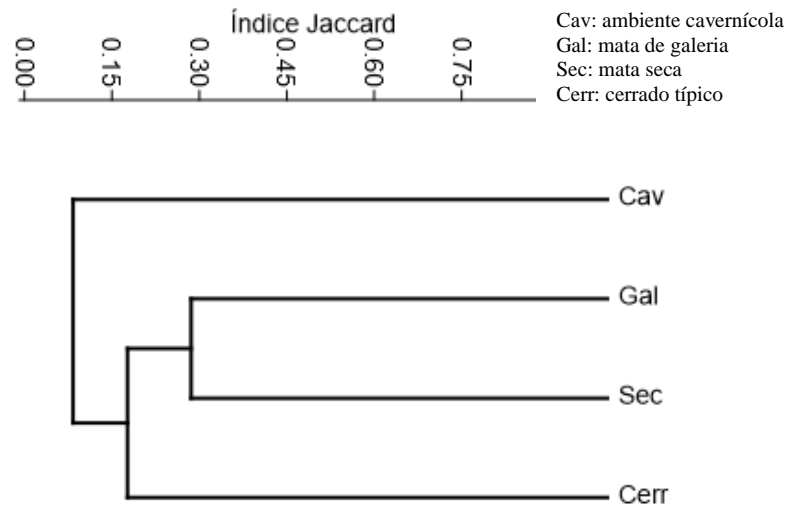 Índice Jaccard
0.00
0.15
0.30
0.45
0.60
0.75
Cav: ambiente cavernícola
Gal: mata de galeria
Sec: mata seca
Cerr: cerrado típico
Cav
Gal
Sec
Cerr